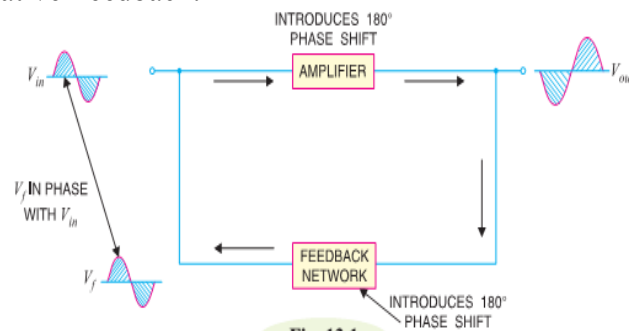 INTRODUCES 180°
PHASE SHIFT
V_in
AMPLIFIER
V_f IN PHASE
WITH V_in
V_f
FEEDBACK
NETWORK
INTRODUCES 180°
PHASE SHIFT